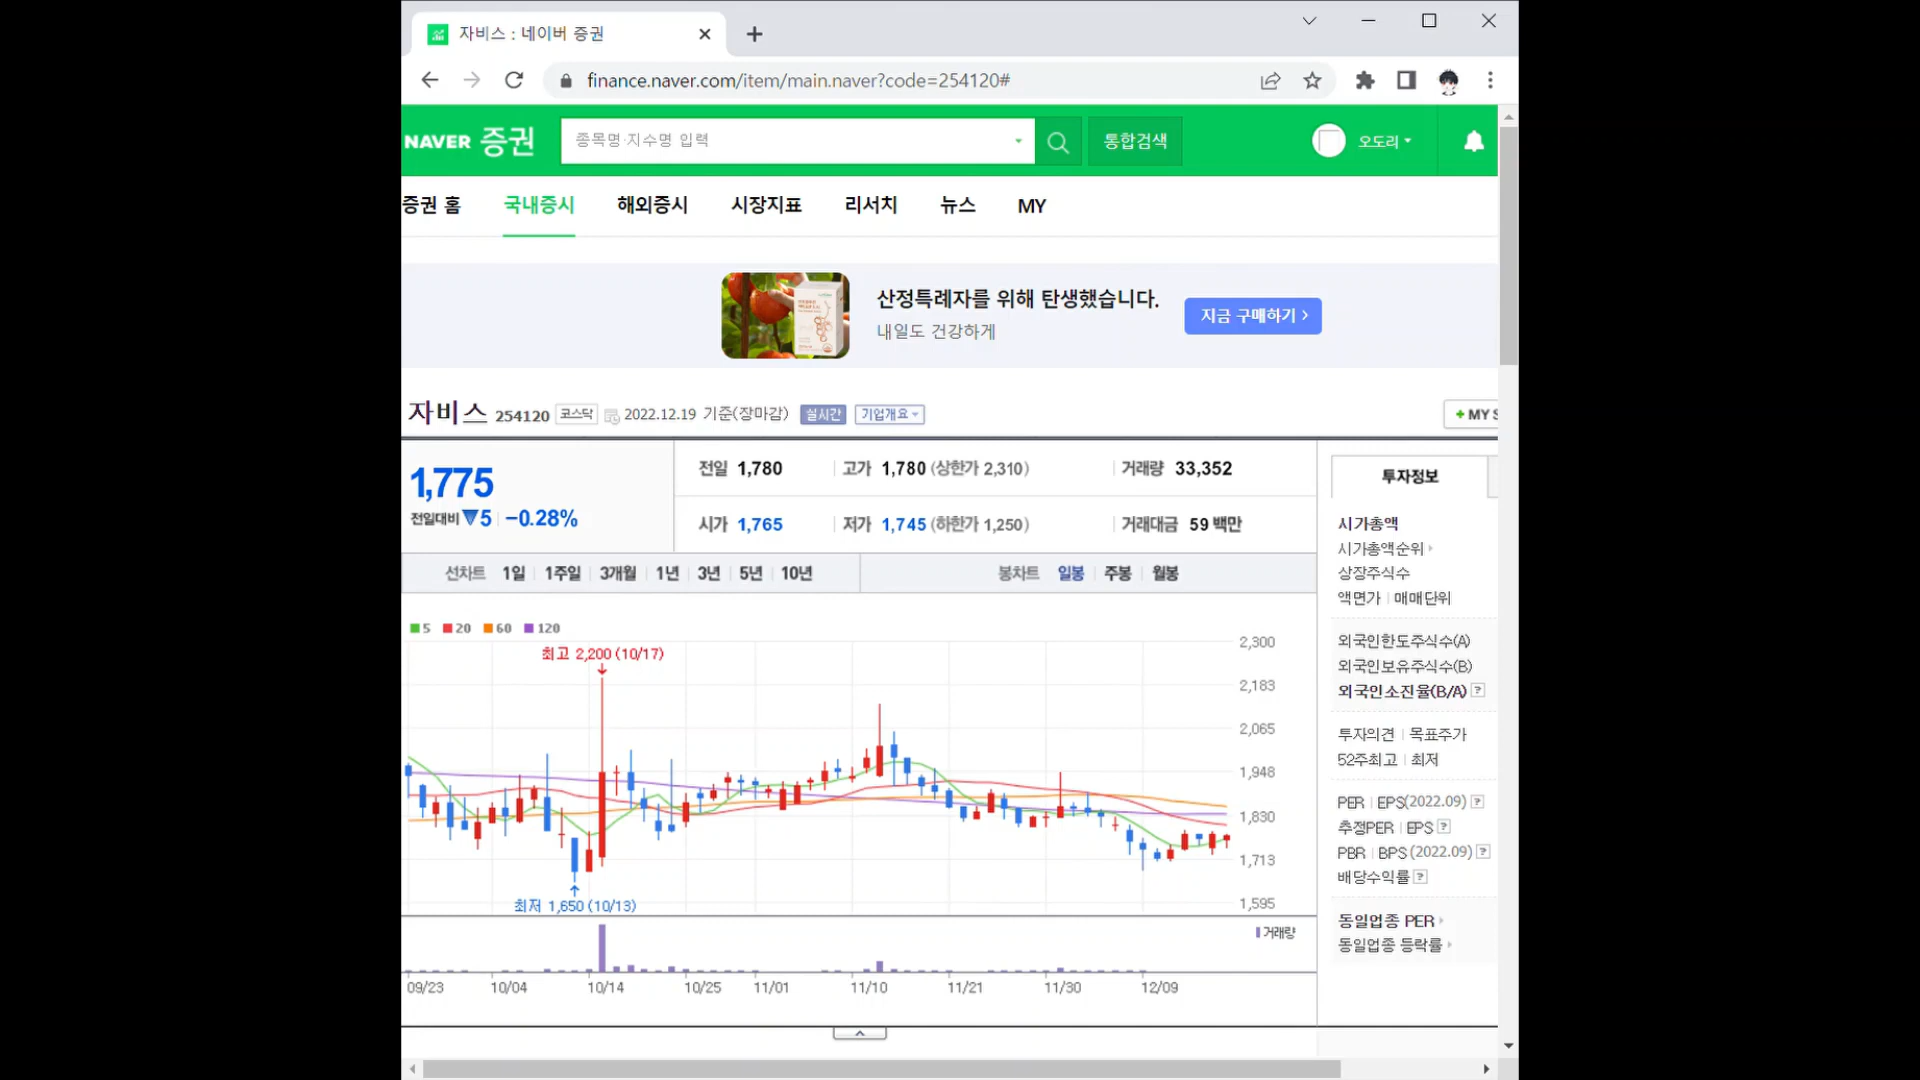 자비스 : 네이버 증권
finance.naver.com/item/main.naver?code=254120#
NAVER 증권
종목명·지수명 입력
통합검색
오도리
증권 홈 국내증시 해외증시 시장지표 리서치 뉴스 MY
산정특례자를 위해 탄생했습니다.
내일도 건강하게
지금 구매하기 >
자비스 254120 코스닥 2022.12.19 기준(장마감) 실시간 기업개요
+ MY S
1,775
전일대비 ▼5 | -0.28%
전일 1,780 고가 1,780 (상한가 2,310) 거래량 33,352
시가 1,765 저가 1,745 (하한가 1,250) 거래대금 59 백만
선차트 1일 1주일 3개월 1년 3년 5년 10년
봉차트 일봉 주봉 월봉
5 20 60 120
최고 2,200 (10/17)
최저 1,650 (10/13)
2,300
2,183
2,065
1,948
1,830
1,713
1,595
거래량
09/23 10/04 10/14 10/25 11/01 11/10 11/21 11/30 12/09
투자정보
시가총액
시가총액순위
상장주식수
액면가 | 매매단위
외국인한도주식수(A)
외국인보유주식수(B)
외국인소진율(B/A) ?
투자의견 | 목표주가
52주최고 | 최저
PER | EPS(2022.09) ?
추정PER | EPS ?
PBR | BPS (2022.09) ?
배당수익률 ?
동일업종 PER
동일업종 등락률